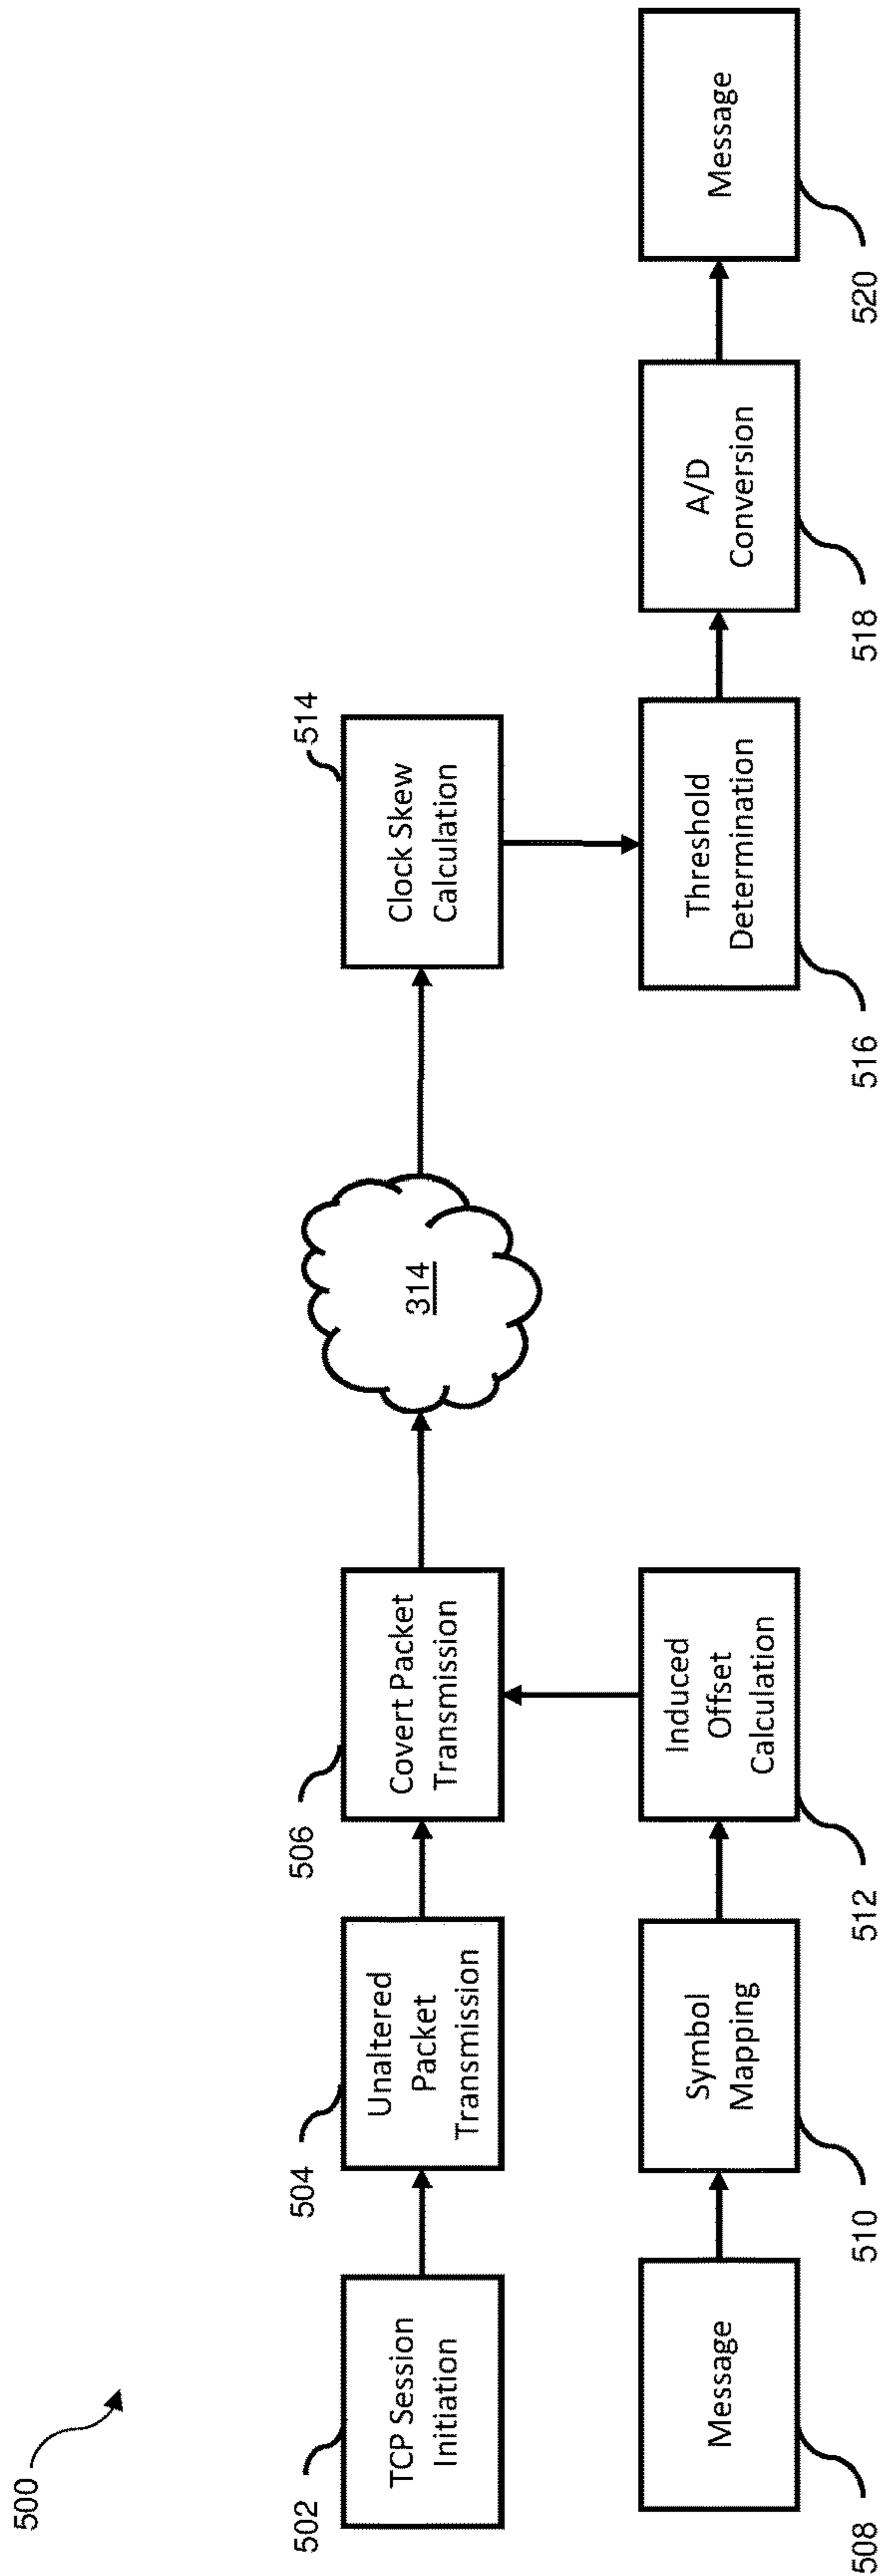 500
502
TCP Session
Initiation
504
Unaltered
Packet
Transmission
506
Covert Packet
Transmission
314
514
Clock Skew
Calculation
508
Message
510
Symbol
Mapping
512
Induced
Offset
Calculation
516
Threshold
Determination
518
A/D
Conversion
520
Message